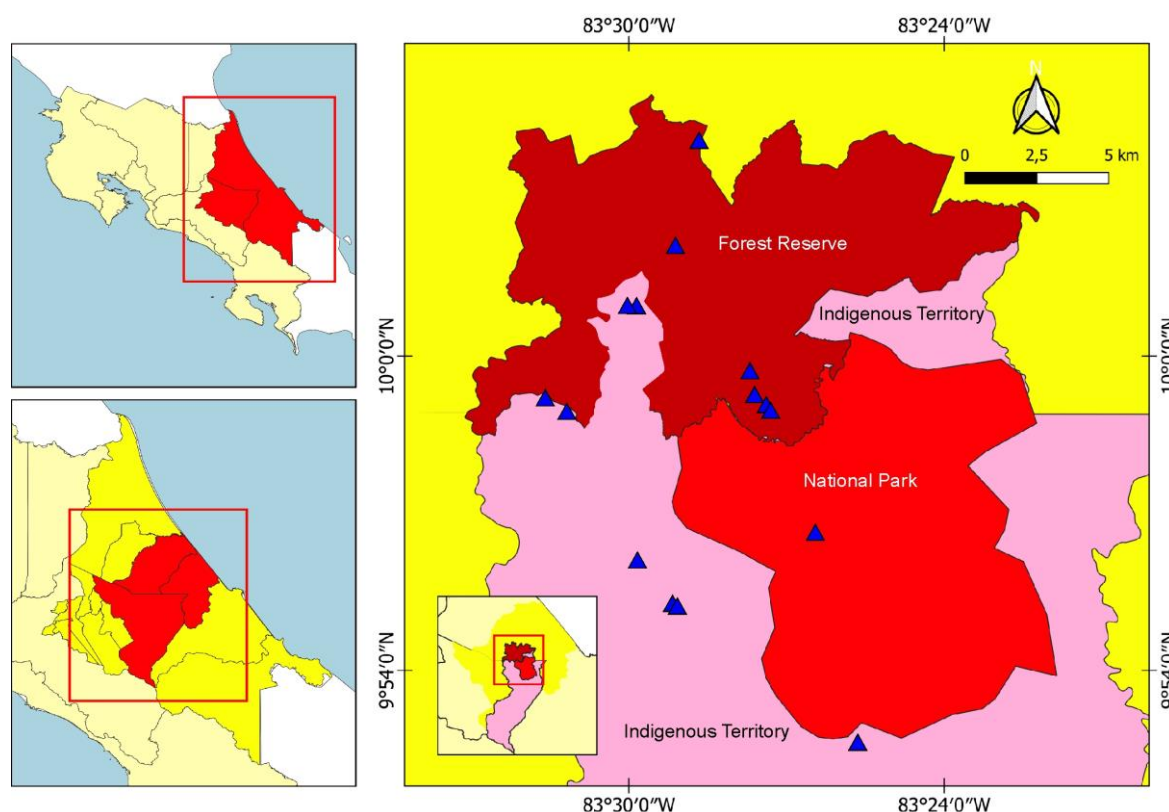 83°30′0″W 83°24′0″W
N
0 2,5 5 km
Forest Reserve
Indigenous Territory
10°0′0″N 10°0′0″N
National Park
9°54′0″N 9°54′0″N
Indigenous Territory
83°30′0″W 83°24′0″W